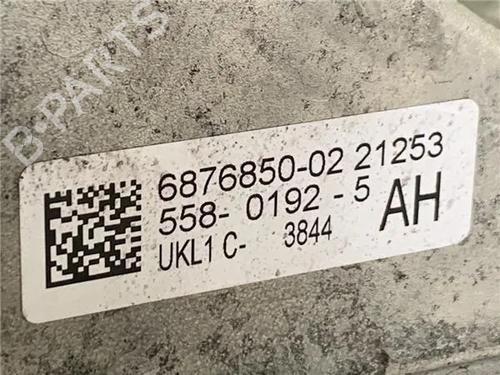 B-PARTS
6876850-02 21253
558- 0192 - 5
AH
UKL1 C- 3844